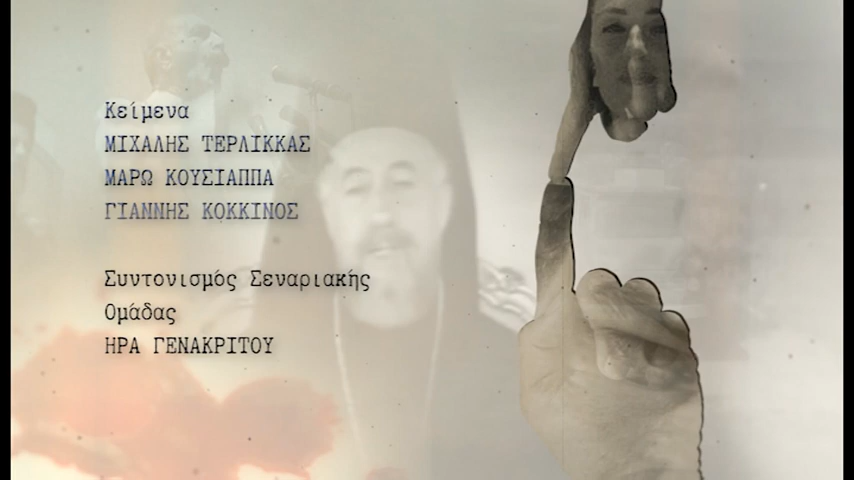 Κείμενα
ΜΙΧΑΛΗΣ ΤΕΡΛΙΚΚΑΣ
ΜΑΡΩ ΚΟΥΣΙΑΠΠΑ
ΓΙΑΝΝΗΣ ΚΟΚΚΙΝΟΣ
Συντονισμός Σεναριακής
Ομάδας
ΗΡΑ ΓΕΝΑΚΡΙΤΟΥ